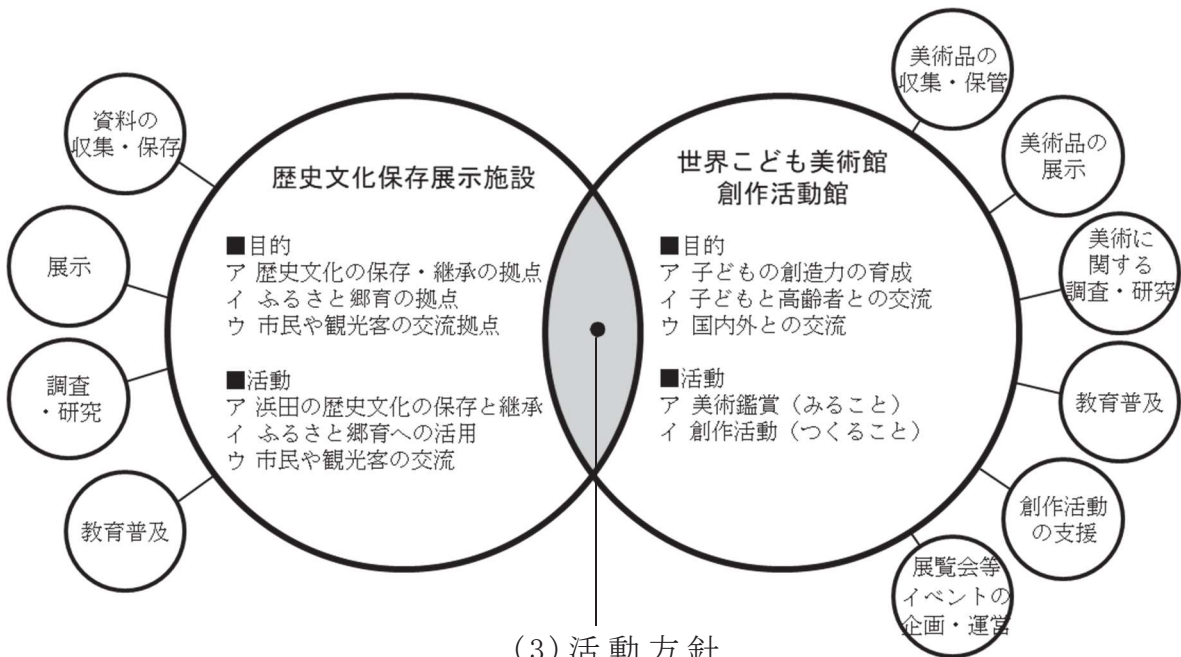 資料の
収集・保存
展示
調査
・研究
教育普及
歴史文化保存展示施設
■目的
ア 歴史文化の保存・継承の拠点
イ ふるさと郷育の拠点
ウ 市民や観光客の交流拠点
■活動
ア 浜田の歴史文化の保存と継承
イ ふるさと郷育への活用
ウ 市民や観光客の交流
世界こども美術館
創作活動館
■目的
ア 子どもの創造力の育成
イ 子どもと高齢者との交流
ウ 国内外との交流
■活動
ア 美術鑑賞（みること）
イ 創作活動（つくること）
美術品の
収集・保管
美術品の
展示
美術に
関する
調査・研究
教育普及
創作活動
の支援
展覧会等
イベントの
企画・運営
(3)活動方針